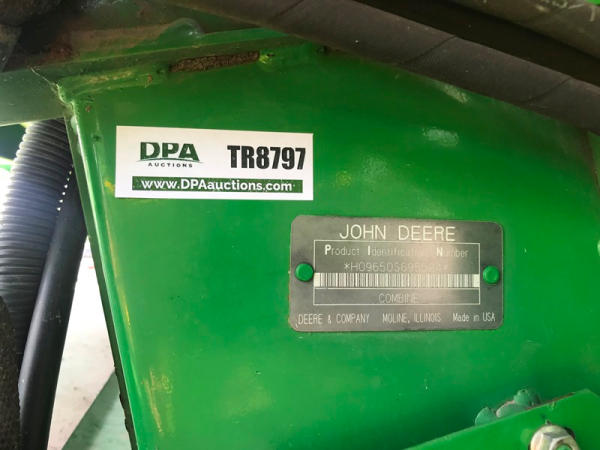 DPA
AUCTIONS
TR8797
www.DPAauctions.com
JOHN DEERE
Product Identification Number
COMBINE
DEERE & COMPANY MOLINE, ILLINOIS Made in USA